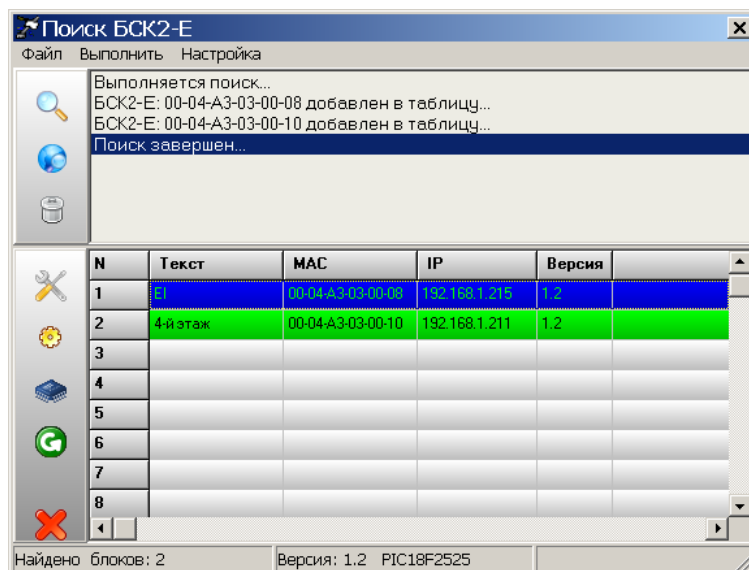 Поиск БСК2-Е
Файл Выполнить Настройка
Выполняется поиск...
БСК2-Е: 00-04-A3-03-00-08 добавлен в таблицу...
БСК2-Е: 00-04-A3-03-00-10 добавлен в таблицу...
Поиск завершен...
N Текст MAC IP Версия
1 El 00-04-A3-03-00-08 192.168.1.215 1.2
2 4-й этаж 00-04-A3-03-00-10 192.168.1.211 1.2
3
4
5
6
7
8
Найдено блоков: 2 Версия: 1.2 PIC18F2525